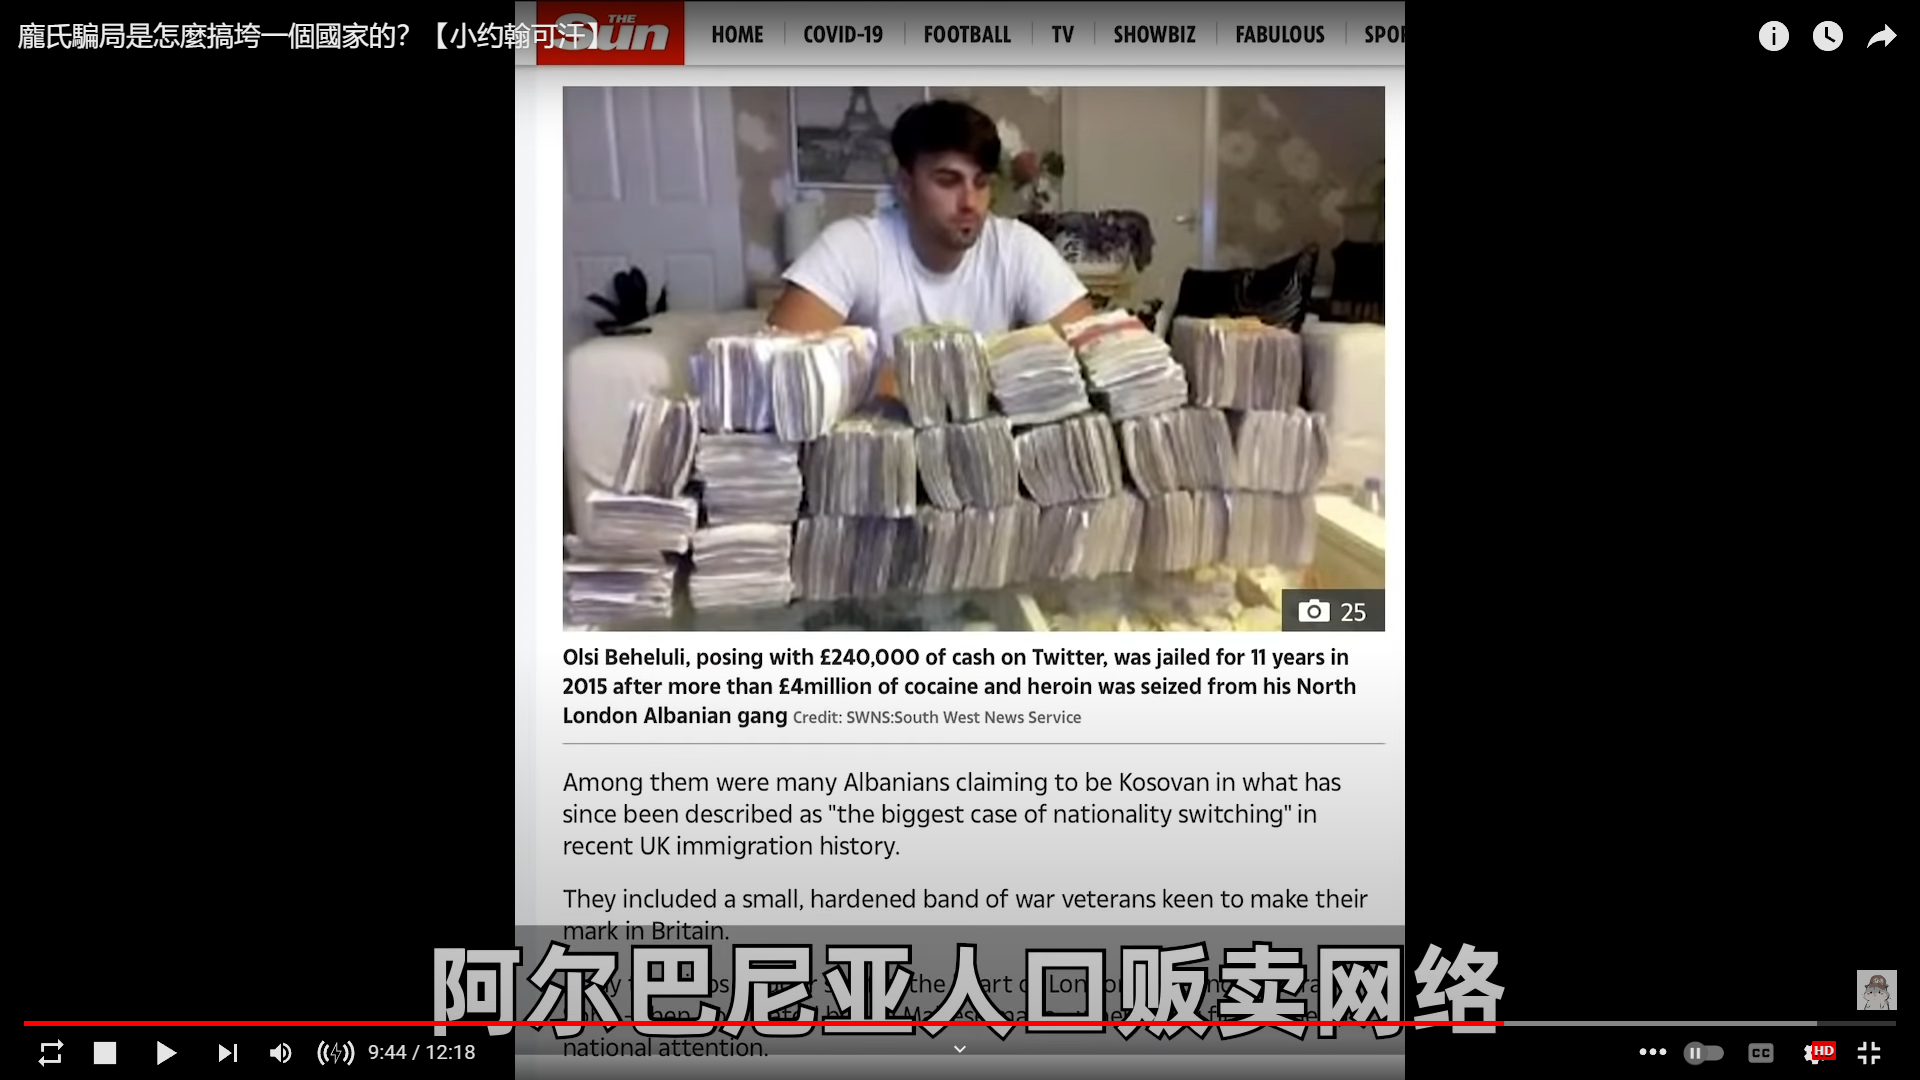 龐氏騙局是怎麼搞垮一個國家的？【小约翰可汗】
THE Sun
HOME COVID-19 FOOTBALL TV SHOWBIZ FABULOUS SPO
25
Olsi Beheluli, posing with £240,000 of cash on Twitter, was jailed for 11 years in
2015 after more than £4million of cocaine and heroin was seized from his North
London Albanian gang Credit: SWNS:South West News Service
Among them were many Albanians claiming to be Kosovan in what has
since been described as "the biggest case of nationality switching" in
recent UK immigration history.
They included a small, hardened band of war veterans keen to make their
mark in Britain.
阿尔巴尼亚人口贩卖网络
national attention.
9:44 / 12:18
CC
HD